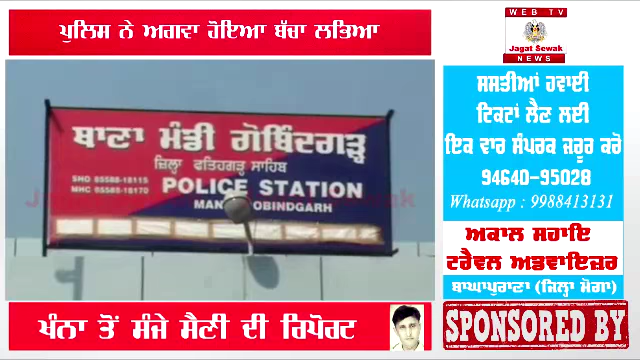 ਪੁਲਿਸ ਨੇ ਅਗਵਾ ਹੋਇਆ ਬੱਚਾ ਲਭਿਆ
WEB TV
Jagat Sewak
NEWS
ਥਾਣਾ ਮੰਡੀ ਗੋਬਿੰਦਗੜ੍ਹ
ਜ਼ਿਲ੍ਹਾ ਫਤਿਹਗੜ੍ਹ ਸਾਹਿਬ
SHO 85588-18115
MHC 85588-18170
POLICE STATION
MANDI GOBINDGARH
ਸਸਤੀਆਂ ਹਵਾਈ
ਟਿਕਟਾਂ ਲੈਣ ਲਈ
ਇਕ ਵਾਰ ਸੰਪਰਕ ਜ਼ਰੂਰ ਕਰੋ
94640-95028
Whatsapp : 9988413131
ਅਕਾਲ ਸਹਾਇ
ਟਰੈਵਲ ਅਡਵਾਇਜ਼ਰ
ਬਾਘਾਪੁਰਾਣਾ (ਜ਼ਿਲ੍ਹਾ ਮੋਗਾ)
ਖੰਨਾ ਤੋਂ ਸੰਜੇ ਸੈਣੀ ਦੀ ਰਿਪੋਰਟ
SPONSORED BY